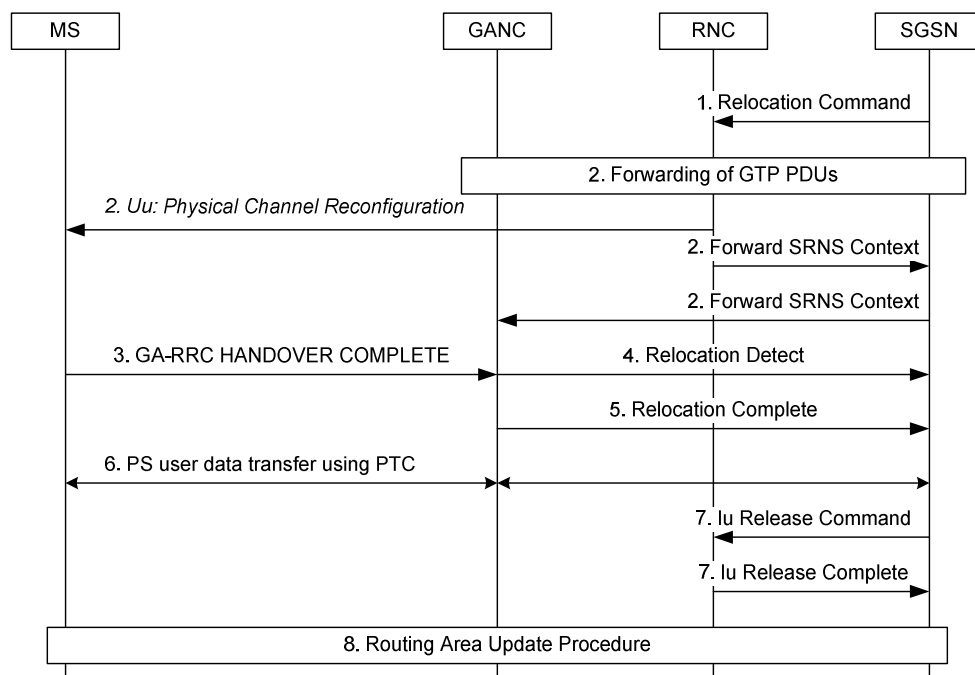 MS
GANC
RNC
SGSN
1. Relocation Command
2. Forwarding of GTP PDUs
2. Uu: Physical Channel Reconfiguration
2. Forward SRNS Context
2. Forward SRNS Context
3. GA-RRC HANDOVER COMPLETE
4. Relocation Detect
5. Relocation Complete
6. PS user data transfer using PTC
7. Iu Release Command
7. Iu Release Complete
8. Routing Area Update Procedure